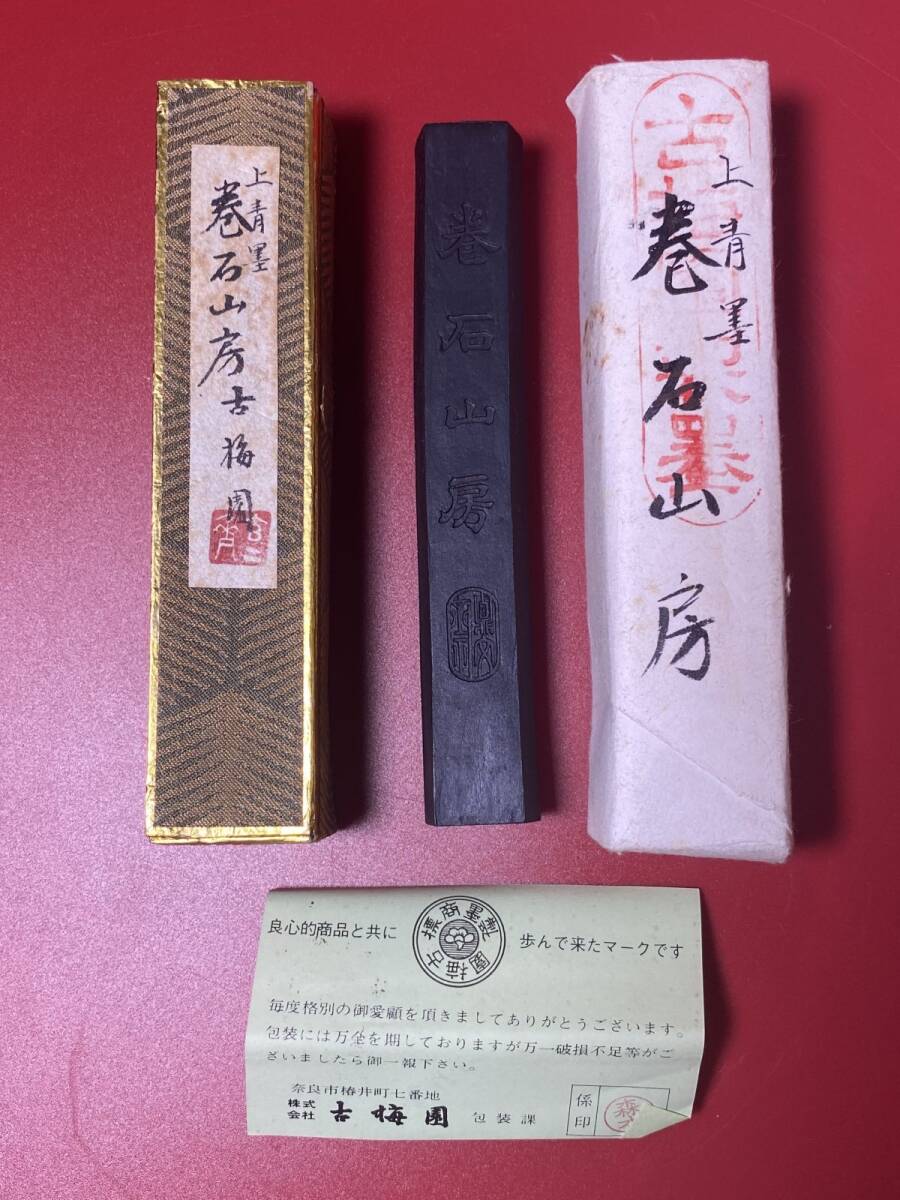 上青墨
巻石山房古梅園
巻石山房
上青墨
巻石山房
良心的商品と共に
製墨商標
古梅園
歩んで来たマークです
毎度格別の御愛顧を頂きましてありがとうございます。
包装には万全を期しておりますが万一破損不足等がご
ざいましたら御一報下さい。
奈良市椿井町七番地
株式
会社
古梅園
包装課
係
印